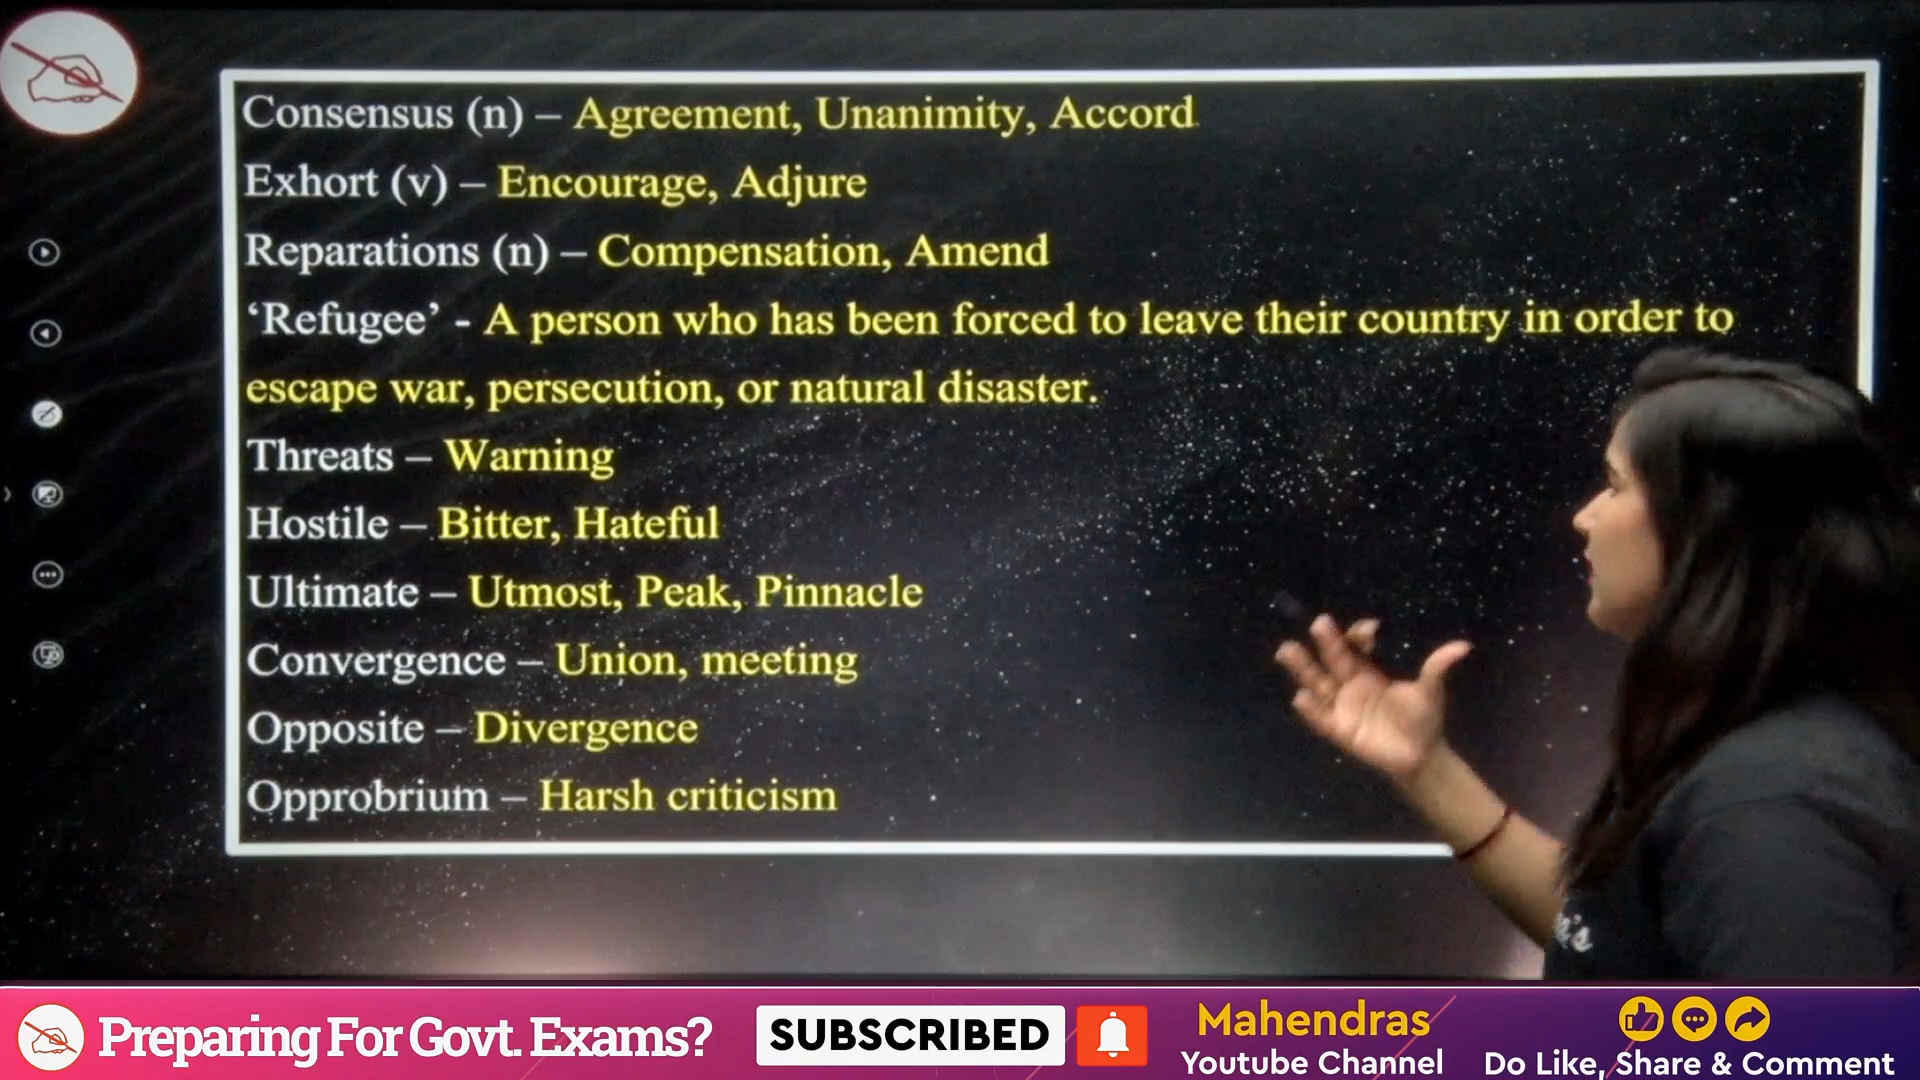 Consensus (n) – Agreement, Unanimity, Accord
Exhort (v) – Encourage, Adjure
Reparations (n) – Compensation, Amend
‘Refugee’ - A person who has been forced to leave their country in order to
escape war, persecution, or natural disaster.
Threats – Warning
Hostile – Bitter, Hateful
Ultimate – Utmost, Peak, Pinnacle
Convergence – Union, meeting
Opposite – Divergence
Opprobrium – Harsh criticism
Preparing For Govt. Exams?
SUBSCRIBED
Mahendras
Youtube Channel
Do Like, Share & Comment